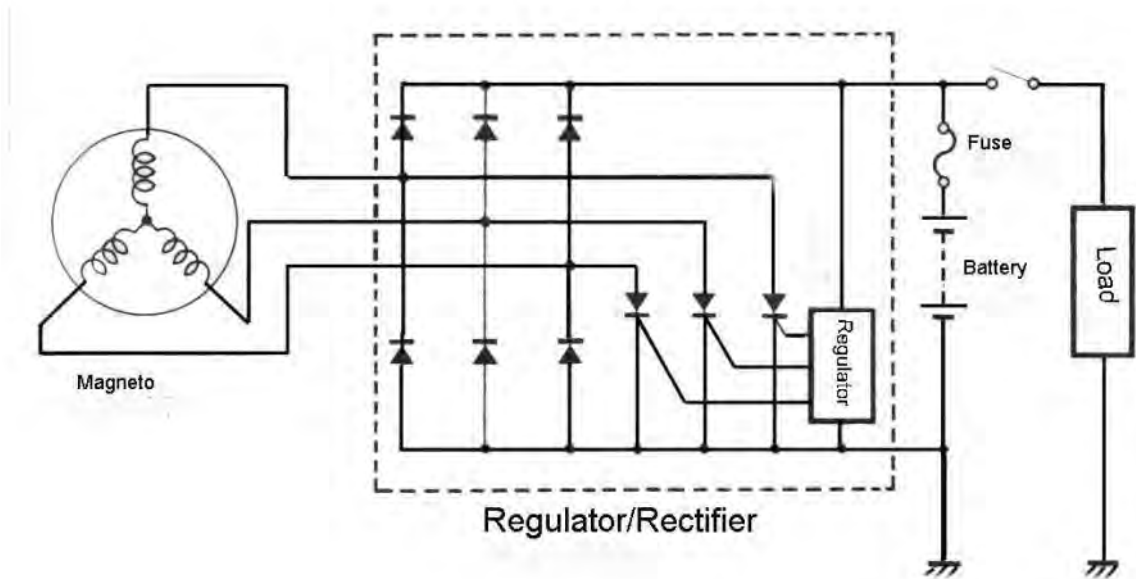 Fuse
Battery
Load
Regulator
Magneto
Regulator/Rectifier